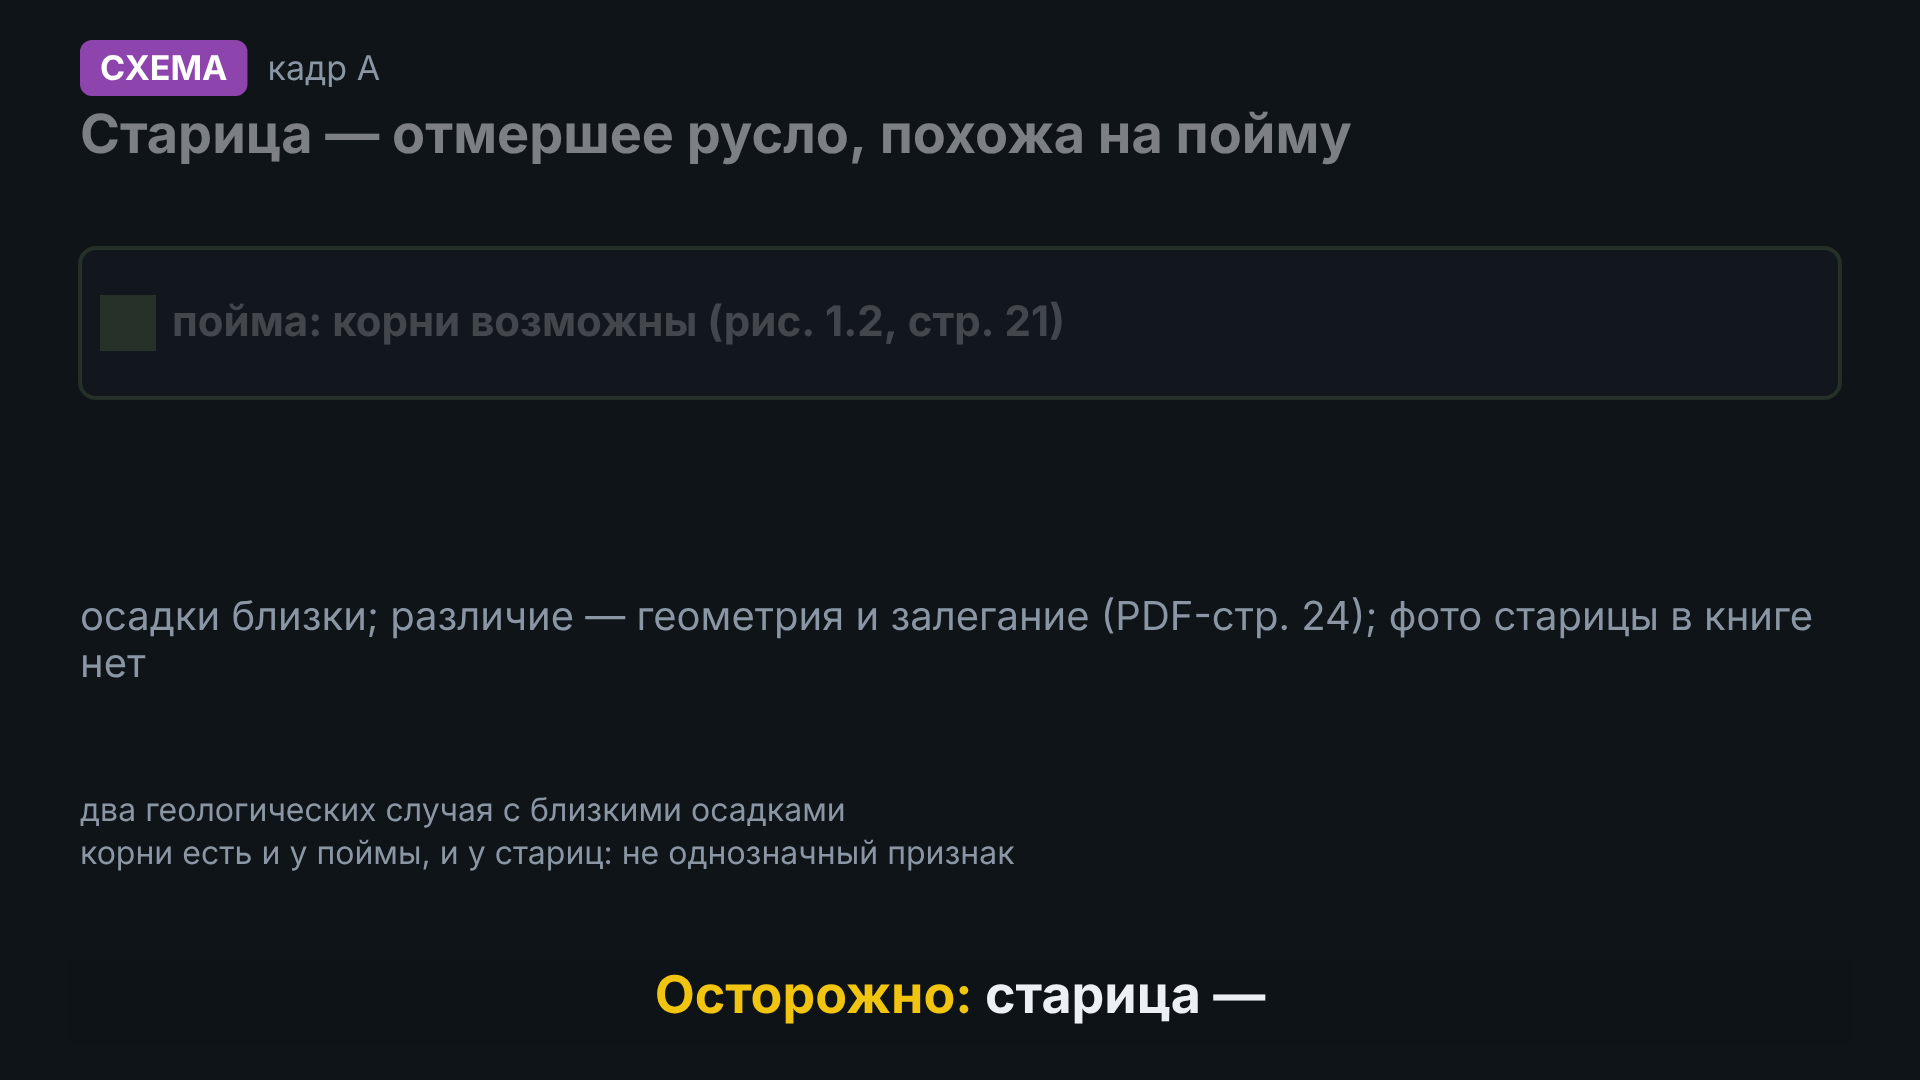 СХЕМА кадр А
Старица — отмершее русло, похожа на пойму
пойма: корни возможны (рис. 1.2, стр. 21)
осадки близки; различие — геометрия и залегание (PDF-стр. 24); фото старицы в книге
нет
два геологических случая с близкими осадками
корни есть и у поймы, и у стариц: не однозначный признак
Осторожно: старица —